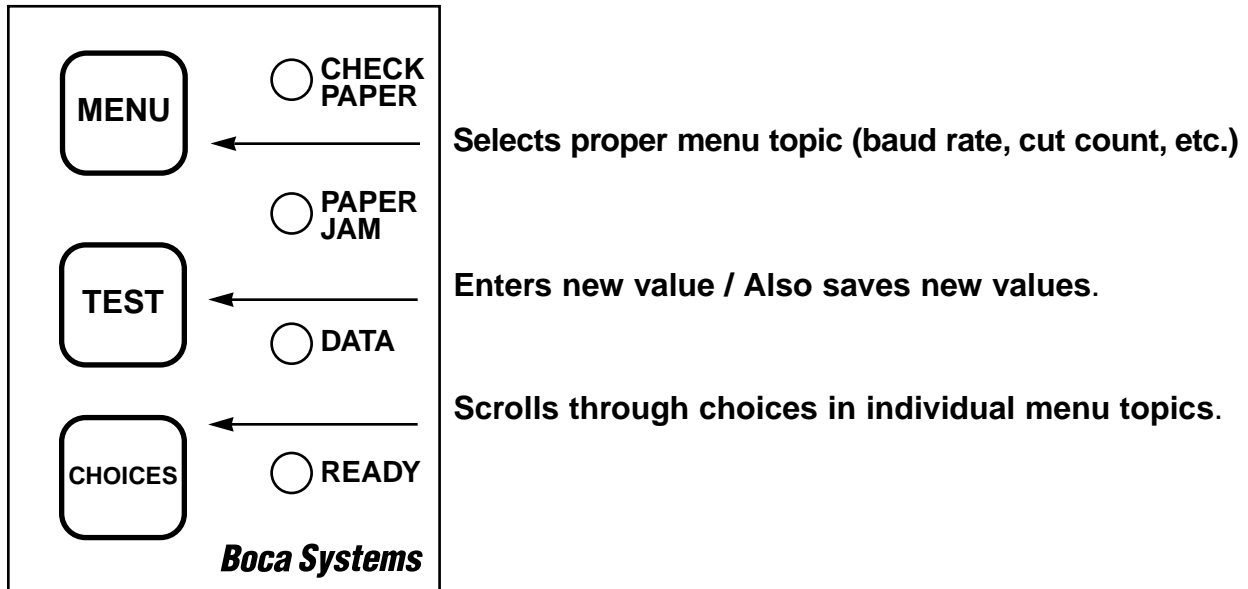 MENU
CHECK
PAPER
Selects proper menu topic (baud rate, cut count, etc.)
PAPER
JAM
TEST
Enters new value / Also saves new values.
DATA
Scrolls through choices in individual menu topics.
CHOICES
READY
Boca Systems